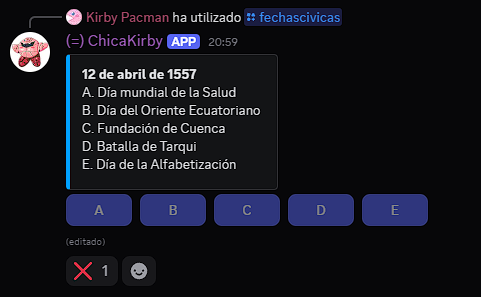 Kirby Pacman ha utilizado fechascivicas
(=) ChicaKirby APP 20:59
12 de abril de 1557
A. Día mundial de la Salud
B. Día del Oriente Ecuatoriano
C. Fundación de Cuenca
D. Batalla de Tarqui
E. Día de la Alfabetización
A B C D E
(editado)
1